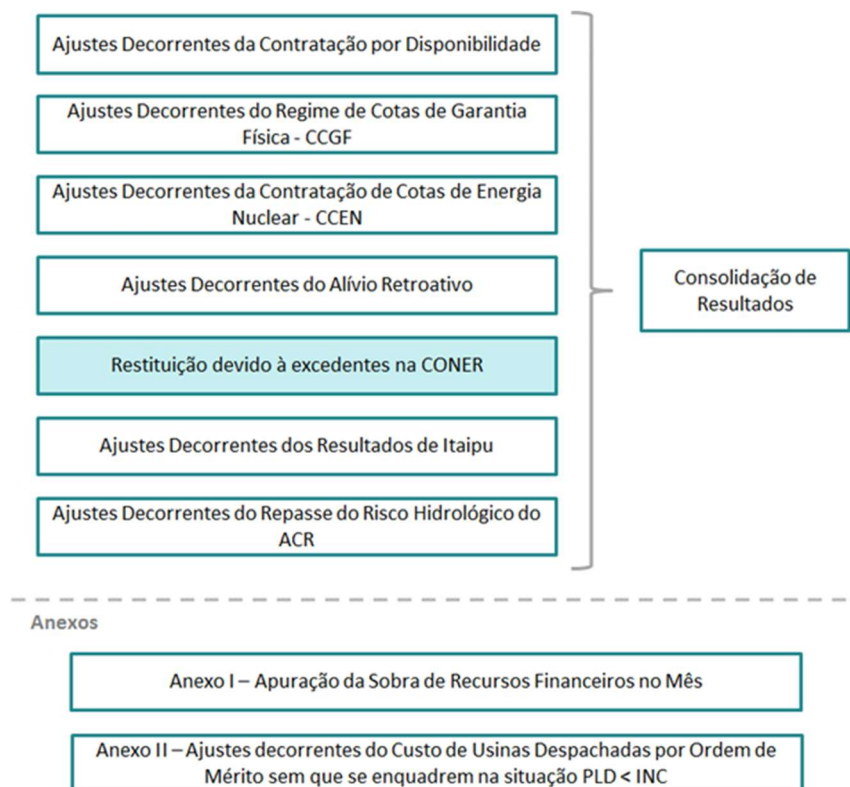 Ajustes Decorrentes da Contratação por Disponibilidade
Ajustes Decorrentes do Regime de Cotas de Garantia
Física - CCGF
Ajustes Decorrentes da Contratação de Cotas de Energia
Nuclear - CCEN
Ajustes Decorrentes do Alívio Retroativo
Restituição devido à excedentes na CONER
Ajustes Decorrentes dos Resultados de Itaipu
Ajustes Decorrentes do Repasse do Risco Hidrológico do
ACR
Consolidação de
Resultados
Anexos
Anexo I – Apuração da Sobra de Recursos Financeiros no Mês
Anexo II – Ajustes decorrentes do Custo de Usinas Despachadas por Ordem de
Mérito sem que se enquadrem na situação PLD < INC